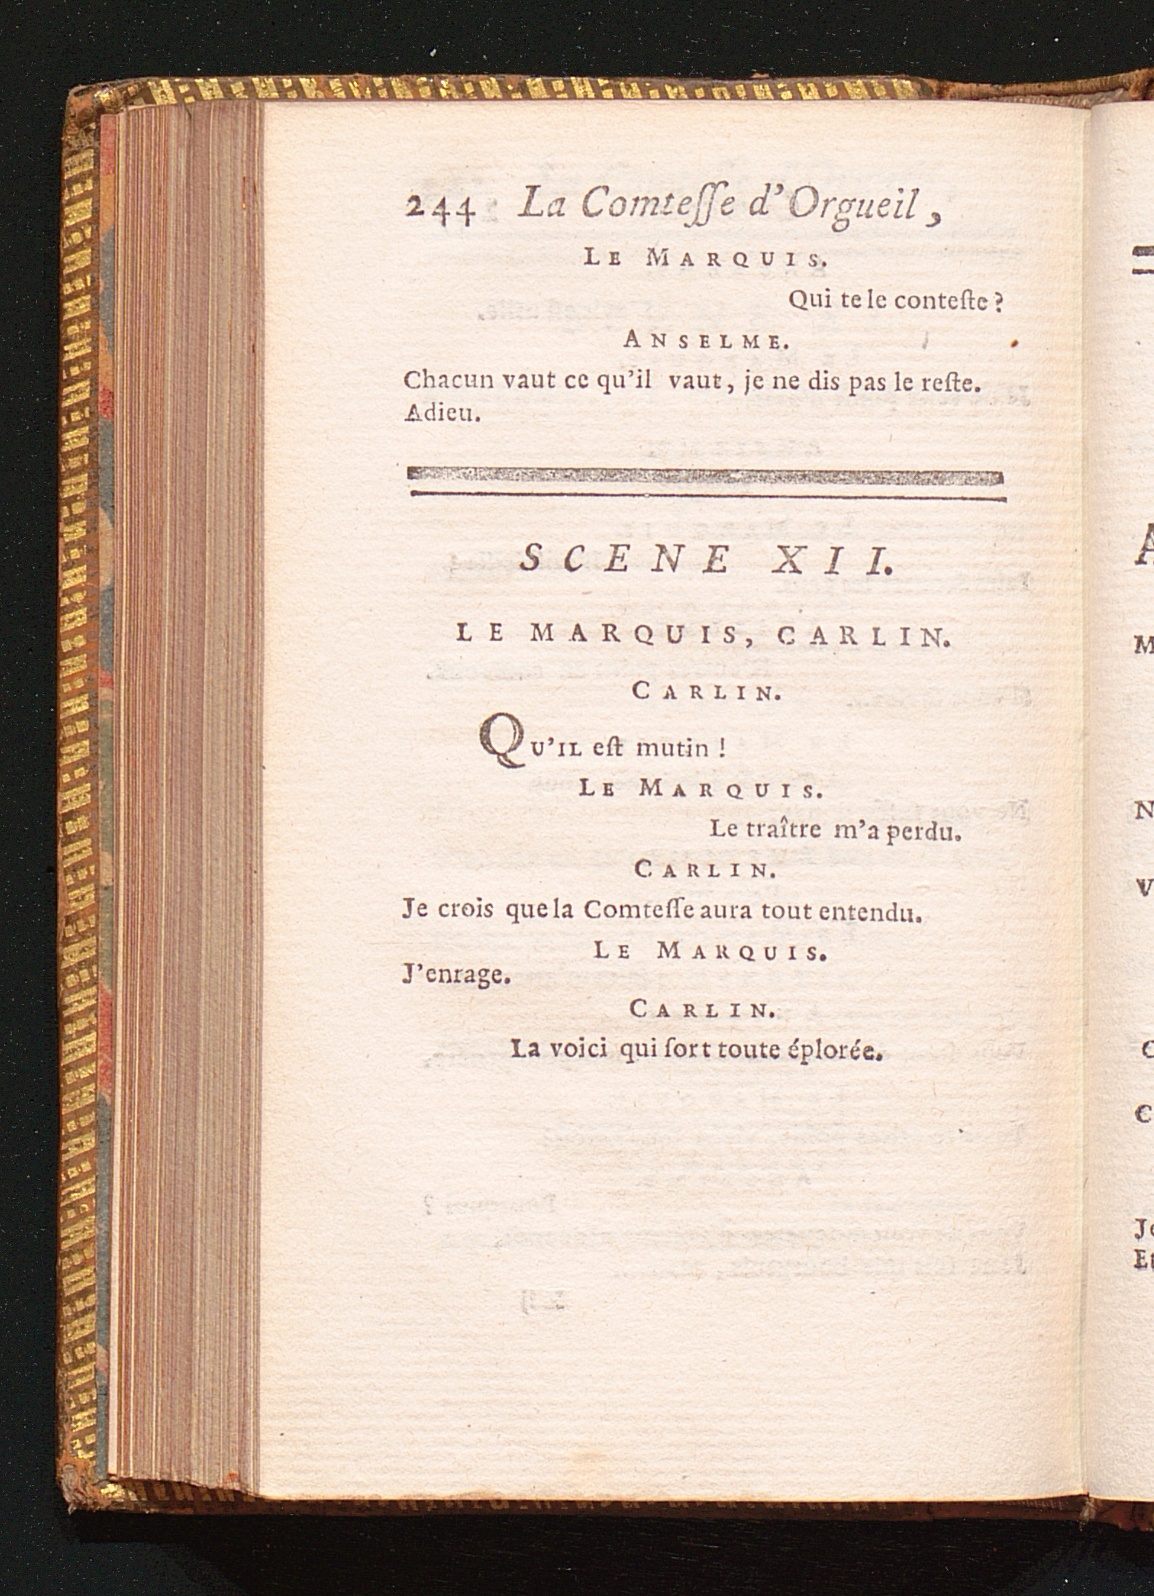 244 La Comteſſe d'Orgueil,
LE MARQUIS.
Qui te le conteſte ?
ANSELME.
Chacun vaut ce qu'il vaut, je ne dis pas le reſte.
Adieu.
SCENE XII.
LE MARQUIS, CARLIN.
CARLIN.
QU'IL eſt mutin !
LE MARQUIS.
Le traître m'a perdu.
CARLIN.
Je crois que la Comteſſe aura tout entendu.
LE MARQUIS.
J'enrage.
CARLIN.
La voici qui ſort toute éplorée.